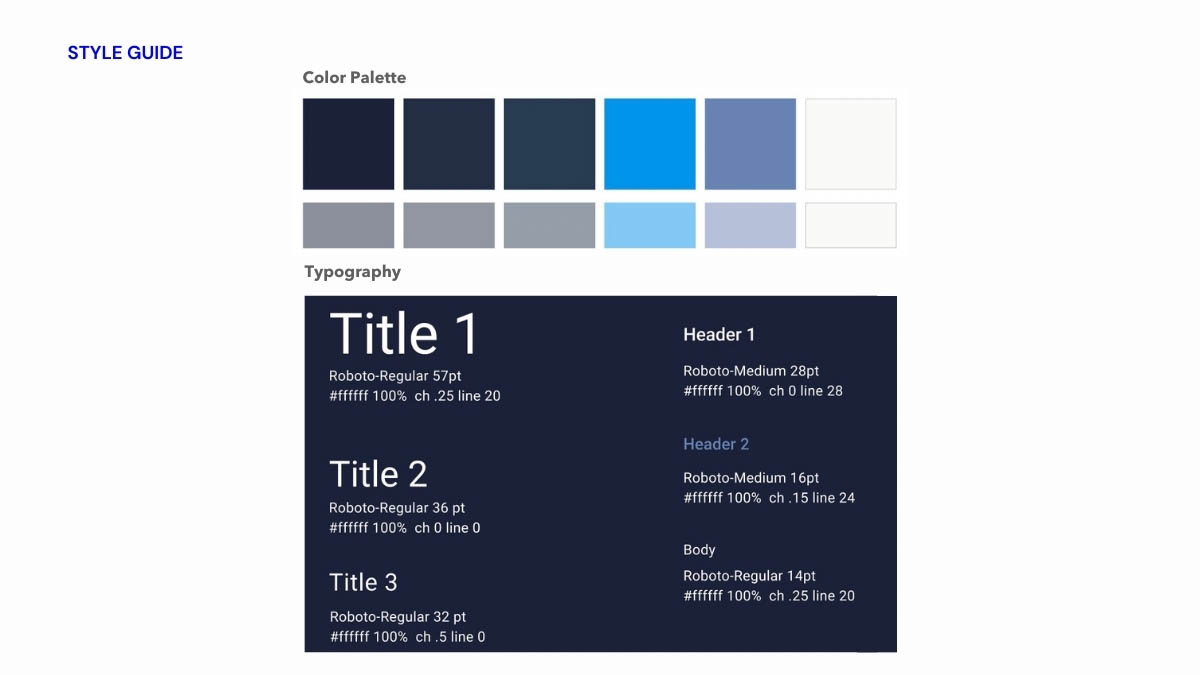 STYLE GUIDE
Color Palette
Typography
Title 1
Roboto-Regular 57pt
#ffffff 100%  ch .25 line 20
Title 2
Roboto-Regular 36 pt
#ffffff 100%  ch 0 line 0
Title 3
Roboto-Regular 32 pt
#ffffff 100%  ch .5 line 0
Header 1
Roboto-Medium 28pt
#ffffff 100%  ch 0 line 28
Header 2
Roboto-Medium 16pt
#ffffff 100%  ch .15 line 24
Body
Roboto-Regular 14pt
#ffffff 100%  ch .25 line 20